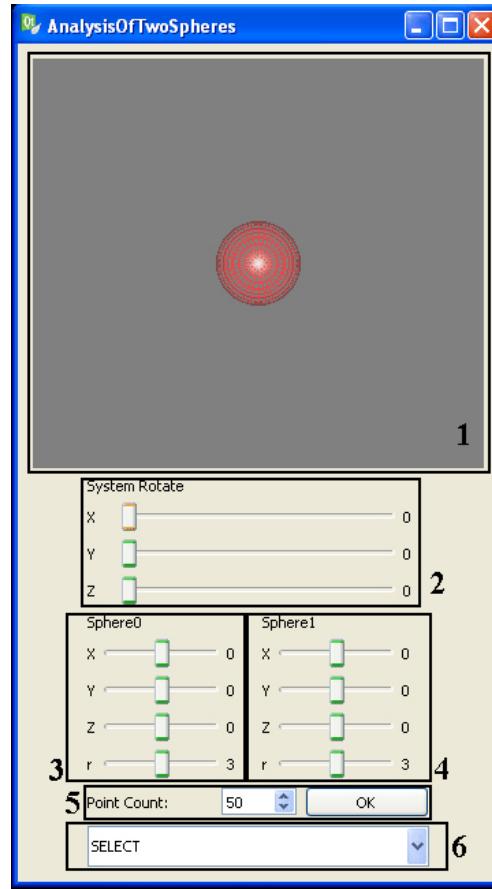 AnalysisOfTwoSpheres
1
System Rotate
X 0
Y 0
Z 0
2
Sphere0 Sphere1
X 0 X 0
Y 0 Y 0
Z 0 Z 0
3 r 3 r 3 4
5 Point Count: 50 OK
SELECT 6